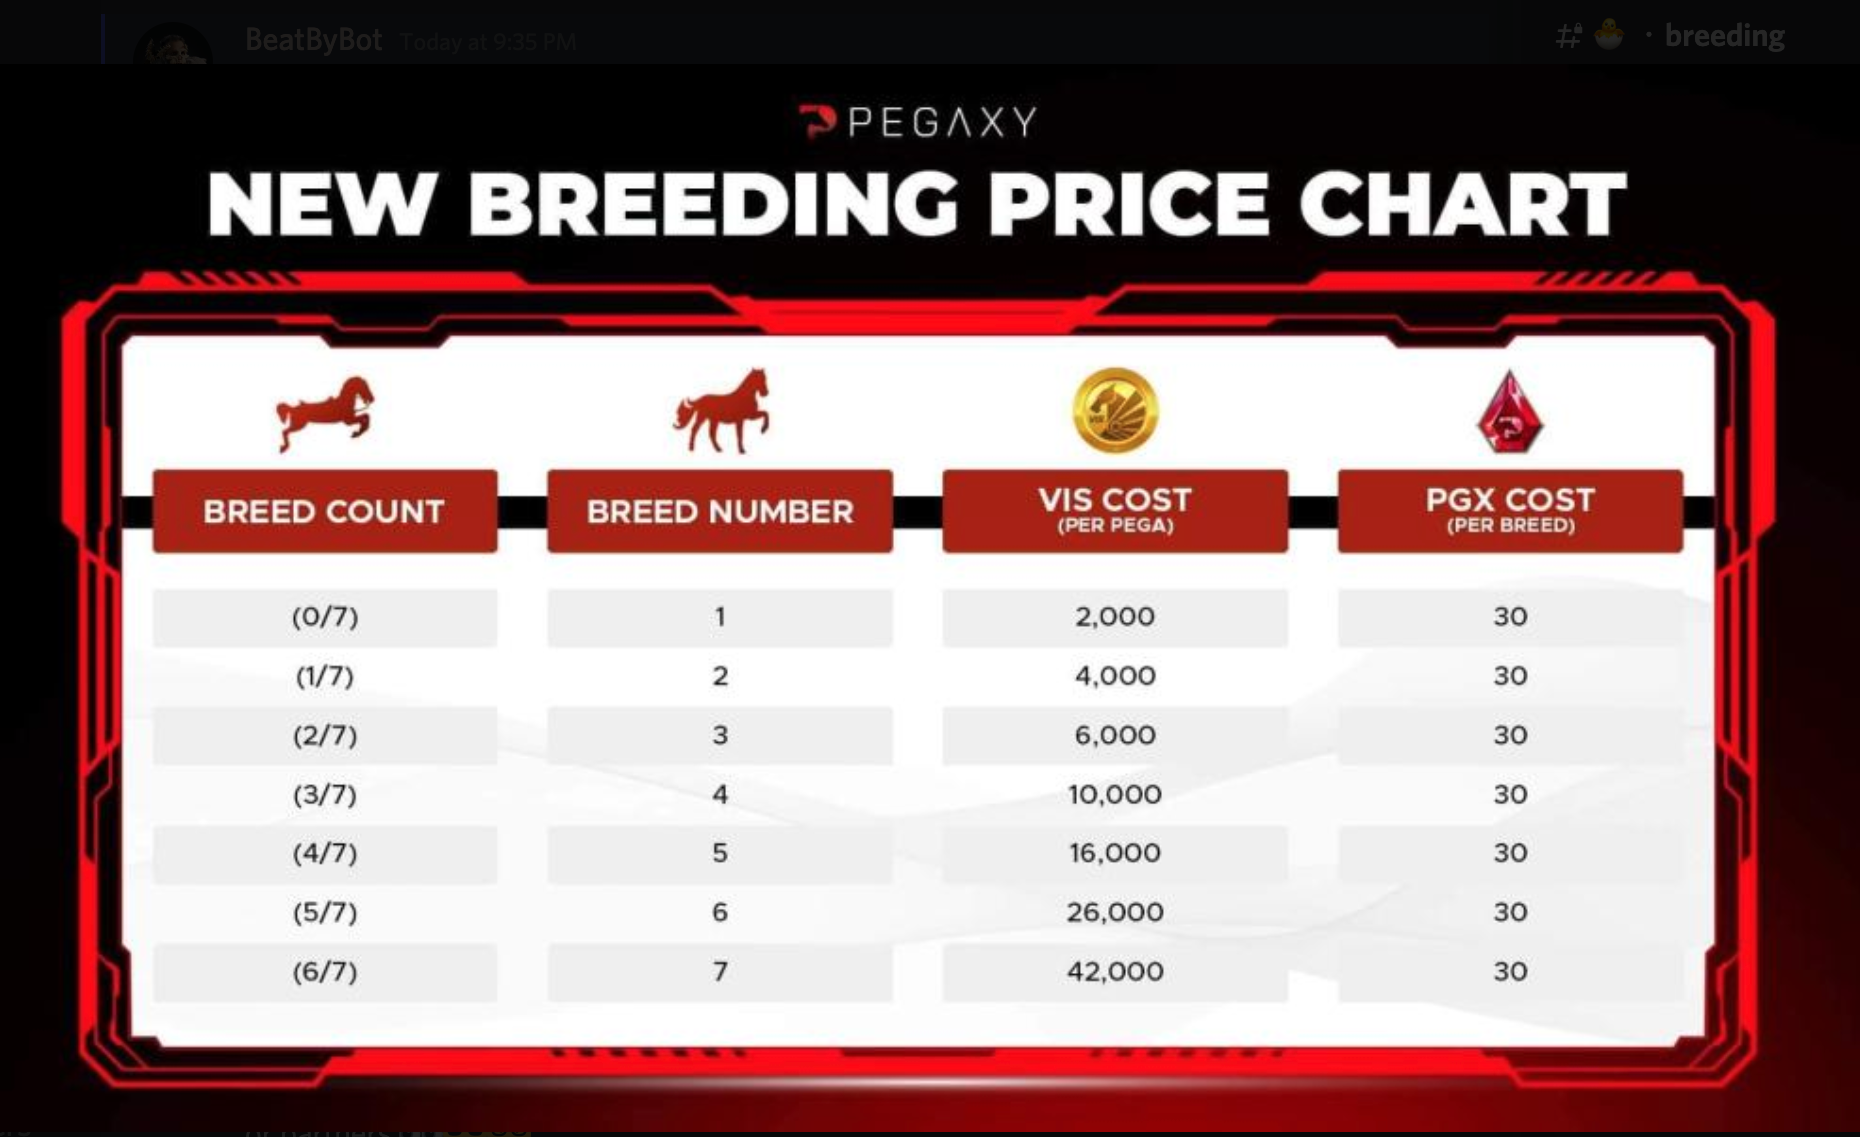 BeatByBot Today at 9:35 PM
# · breeding
PEGAXY
NEW BREEDING PRICE CHART
BREED COUNT BREED NUMBER VIS COST (PER PEGA) PGX COST (PER BREED)
(0/7) 1 2,000 30
(1/7) 2 4,000 30
(2/7) 3 6,000 30
(3/7) 4 10,000 30
(4/7) 5 16,000 30
(5/7) 6 26,000 30
(6/7) 7 42,000 30